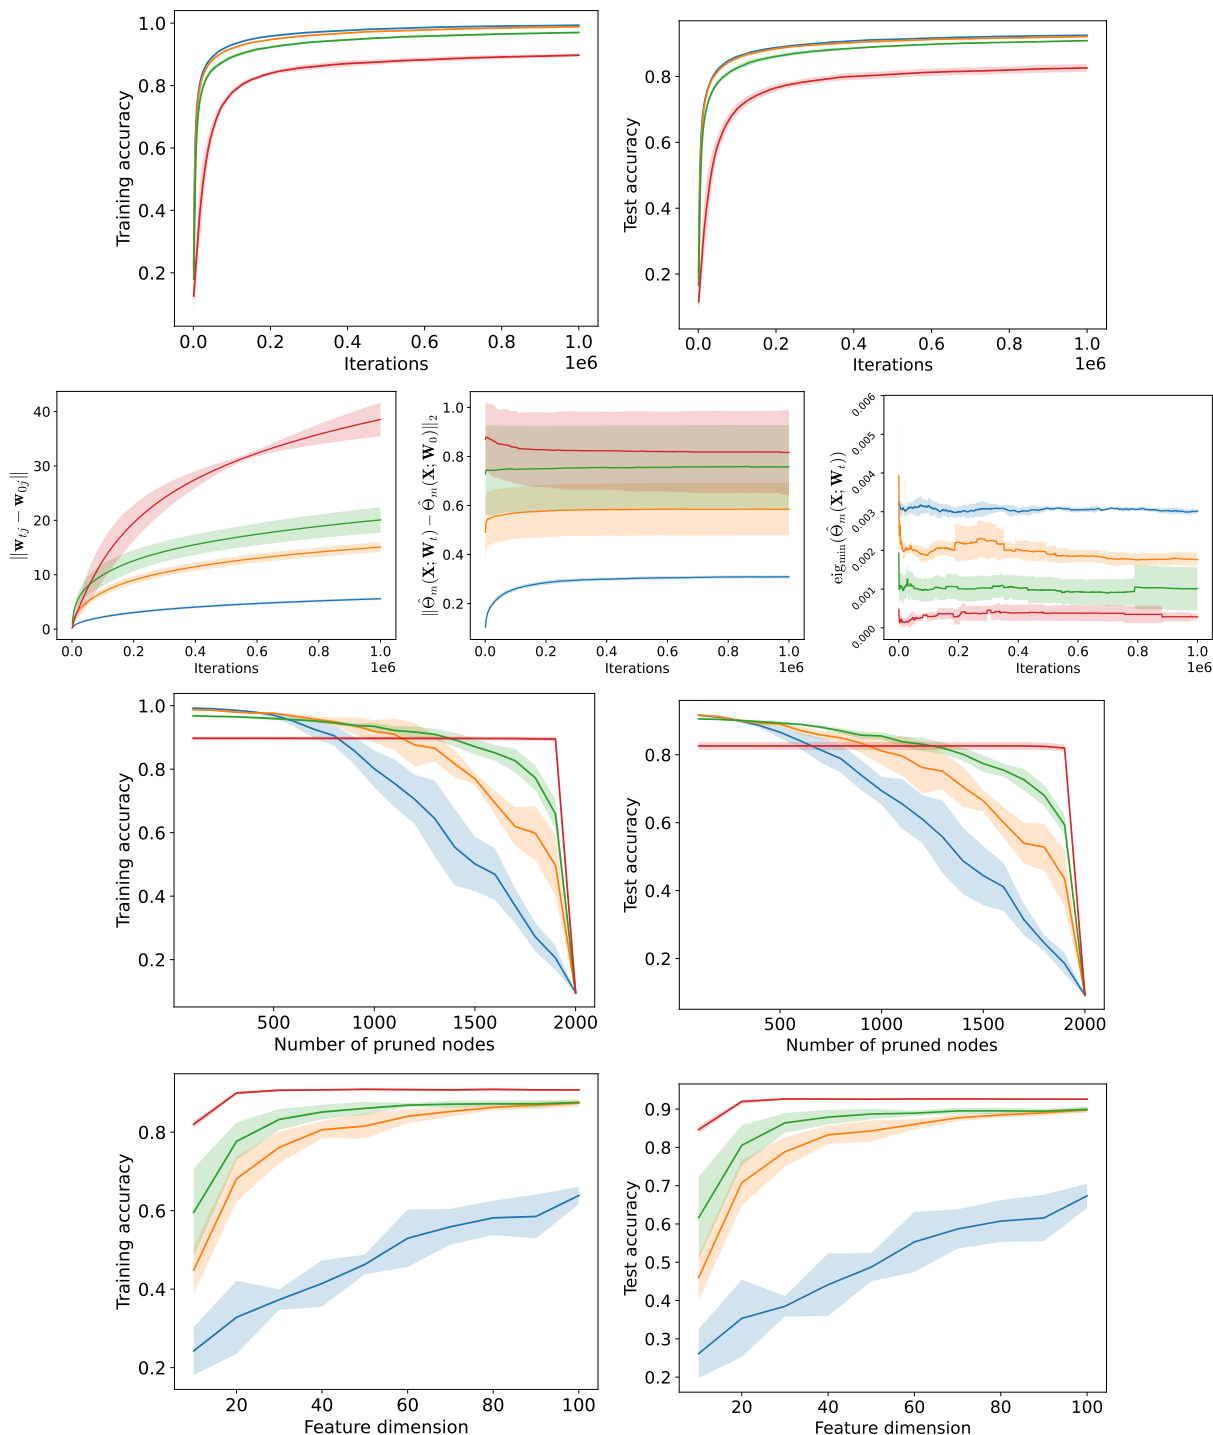 Training accuracy
1.0
0.8
0.6
0.4
0.2
0.0 0.2 0.4 0.6 0.8 1.0
Iterations 1e6
Test accuracy
0.8
0.6
0.4
0.2
0.0 0.2 0.4 0.6 0.8 1.0
Iterations 1e6
‖w_{tj} − w_{0j}‖
40
30
20
10
0
0.0 0.2 0.4 0.6 0.8 1.0
Iterations 1e6
‖Θ̂_m(X; W_t) − Θ̂_m(X; W_0)‖_2
1.0
0.8
0.6
0.4
0.2
0.0 0.2 0.4 0.6 0.8 1.0
Iterations 1e6
eig_min(Θ̂_m(X; W_t))
0.006
0.005
0.004
0.003
0.002
0.001
0.000
0.0 0.2 0.4 0.6 0.8 1.0
Iterations 1e6
Training accuracy
1.0
0.8
0.6
0.4
0.2
500 1000 1500 2000
Number of pruned nodes
Test accuracy
0.8
0.6
0.4
0.2
500 1000 1500 2000
Number of pruned nodes
Training accuracy
0.8
0.6
0.4
0.2
20 40 60 80 100
Feature dimension
Test accuracy
0.9
0.8
0.7
0.6
0.5
0.4
0.3
0.2
20 40 60 80 100
Feature dimension